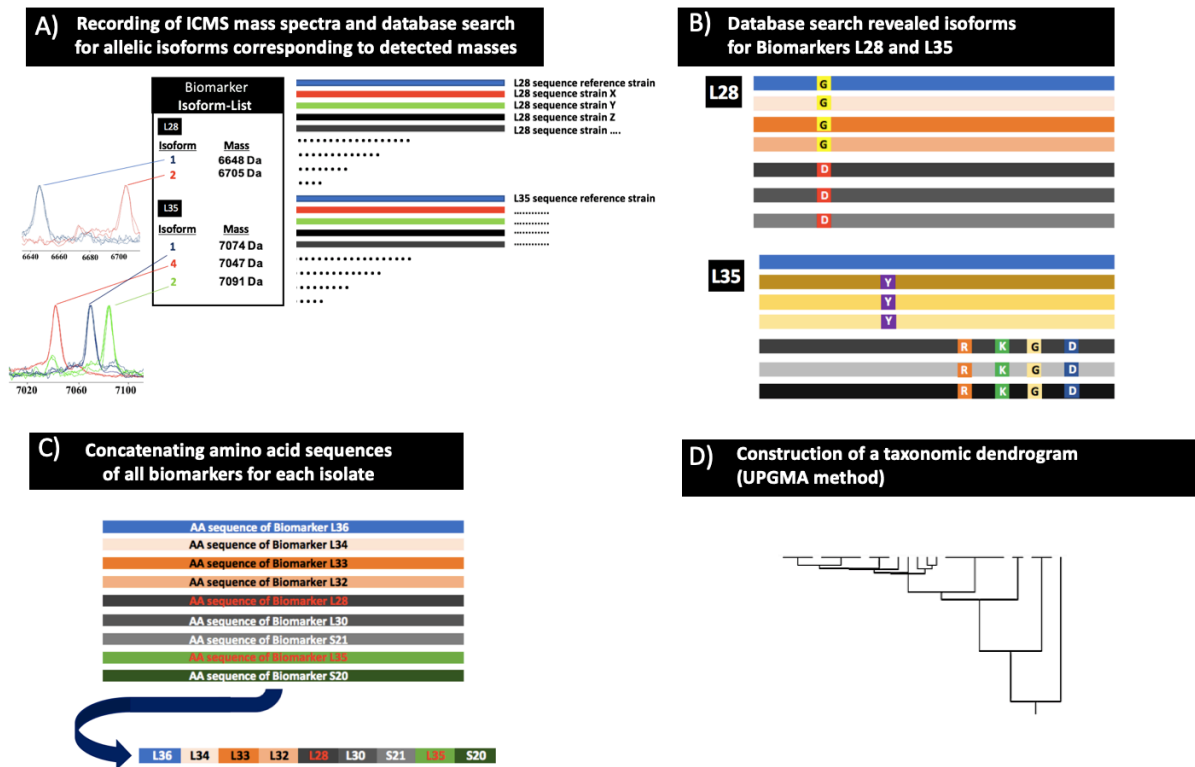 A) Recording of ICMS mass spectra and database search
for allelic isoforms corresponding to detected masses
Biomarker
Isoform-List
L28
Isoform Mass
1 6648 Da
2 6705 Da
L35
Isoform Mass
1 7074 Da
4 7047 Da
2 7091 Da
6640 6660 6680 6700
7020 7060 7100
L28 sequence reference strain
L28 sequence strain X
L28 sequence strain Y
L28 sequence strain Z
L28 sequence strain ....
L35 sequence reference strain
............
............
............
............
B) Database search revealed isoforms
for Biomarkers L28 and L35
L28
G
G
G
G
D
D
D
L35
Y
Y
Y
R K G D
R K G D
R K G D
C) Concatenating amino acid sequences
of all biomarkers for each isolate
AA sequence of Biomarker L36
AA sequence of Biomarker L34
AA sequence of Biomarker L33
AA sequence of Biomarker L32
AA sequence of Biomarker L28
AA sequence of Biomarker L30
AA sequence of Biomarker S21
AA sequence of Biomarker L35
AA sequence of Biomarker S20
L36 L34 L33 L32 L28 L30 S21 L35 S20
D) Construction of a taxonomic dendrogram
(UPGMA method)